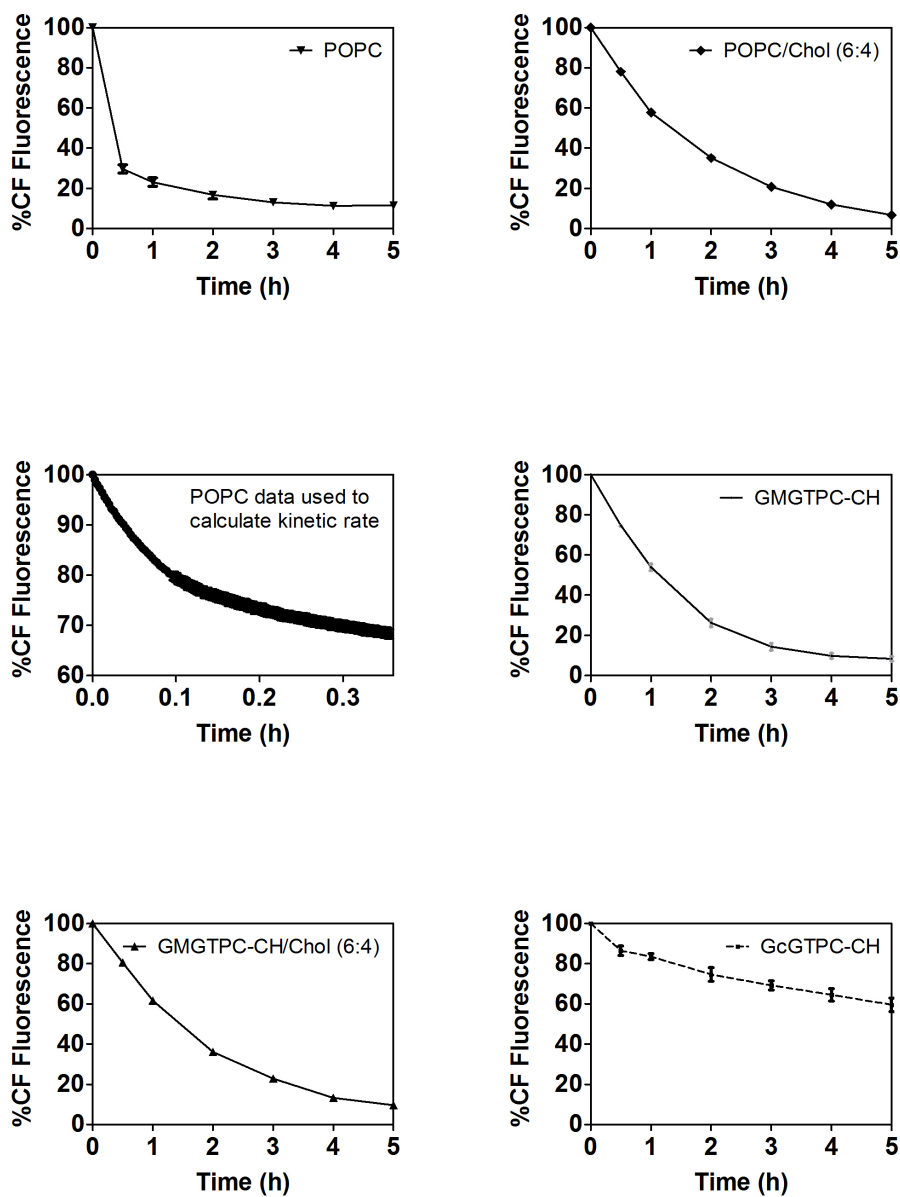 %CF Fluorescence
100
80
60
40
20
0
POPC
0 1 2 3 4 5
Time (h)
%CF Fluorescence
100
80
60
40
20
0
POPC/Chol (6:4)
0 1 2 3 4 5
Time (h)
%CF Fluorescence
100
90
80
70
60
POPC data used to
calculate kinetic rate
0.0 0.1 0.2 0.3
Time (h)
%CF Fluorescence
100
80
60
40
20
0
GMGTPC-CH
0 1 2 3 4 5
Time (h)
%CF Fluorescence
100
80
60
40
20
0
GMGTPC-CH/Chol (6:4)
0 1 2 3 4 5
Time (h)
%CF Fluorescence
100
80
60
40
20
0
GcGTPC-CH
0 1 2 3 4 5
Time (h)